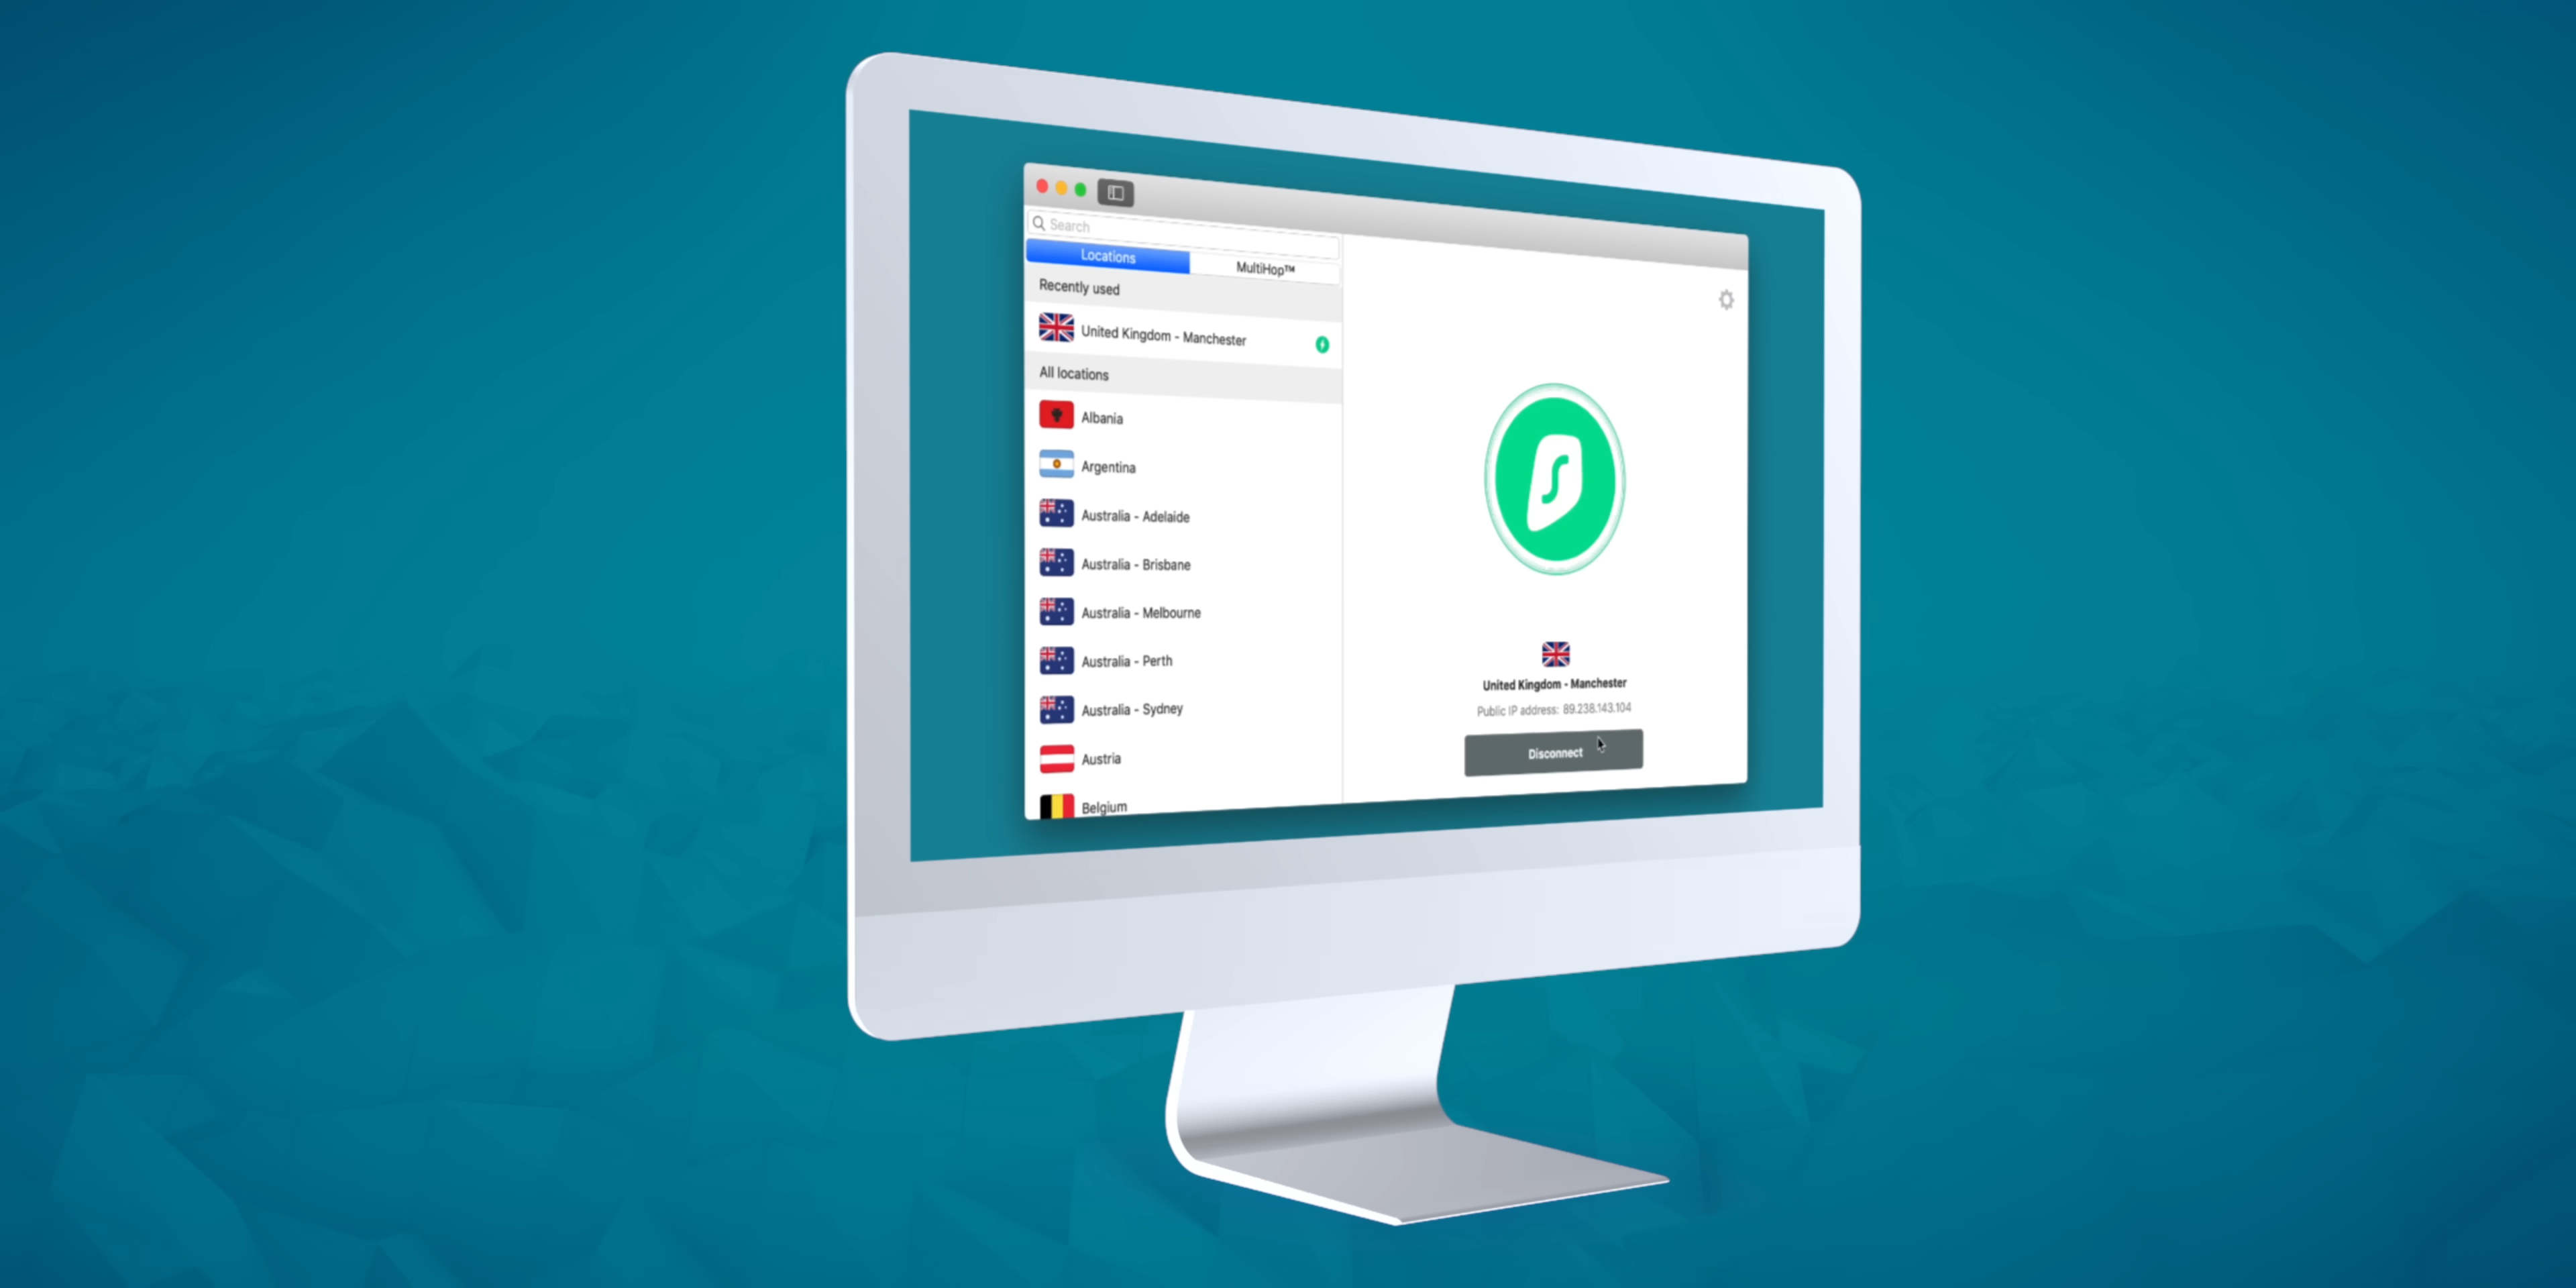 Search
Locations
MultiHop™
Recently used
United Kingdom - Manchester
All locations
Albania
Argentina
Australia - Adelaide
Australia - Brisbane
Australia - Melbourne
Australia - Perth
Australia - Sydney
Austria
Belgium
United Kingdom - Manchester
Public IP address: 89.238.143.104
Disconnect